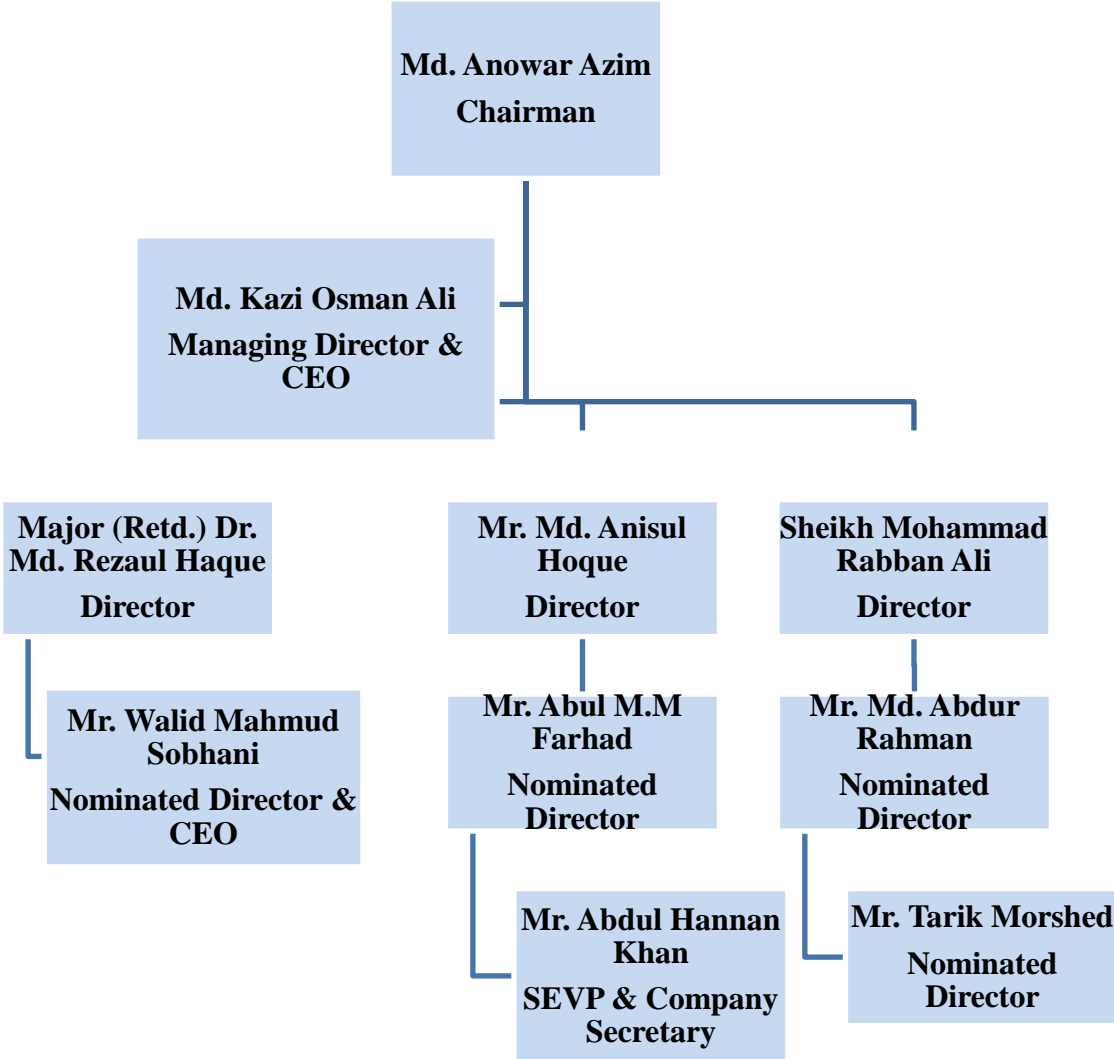 Md. Anowar Azim
Chairman
Md. Kazi Osman Ali
Managing Director &
CEO
Major (Retd.) Dr.
Md. Rezaul Haque
Director
Mr. Md. Anisul
Hoque
Director
Sheikh Mohammad
Rabban Ali
Director
Mr. Walid Mahmud
Sobhani
Nominated Director &
CEO
Mr. Abul M.M
Farhad
Nominated
Director
Mr. Md. Abdur
Rahman
Nominated
Director
Mr. Abdul Hannan
Khan
SEVP & Company
Secretary
Mr. Tarik Morshed
Nominated
Director